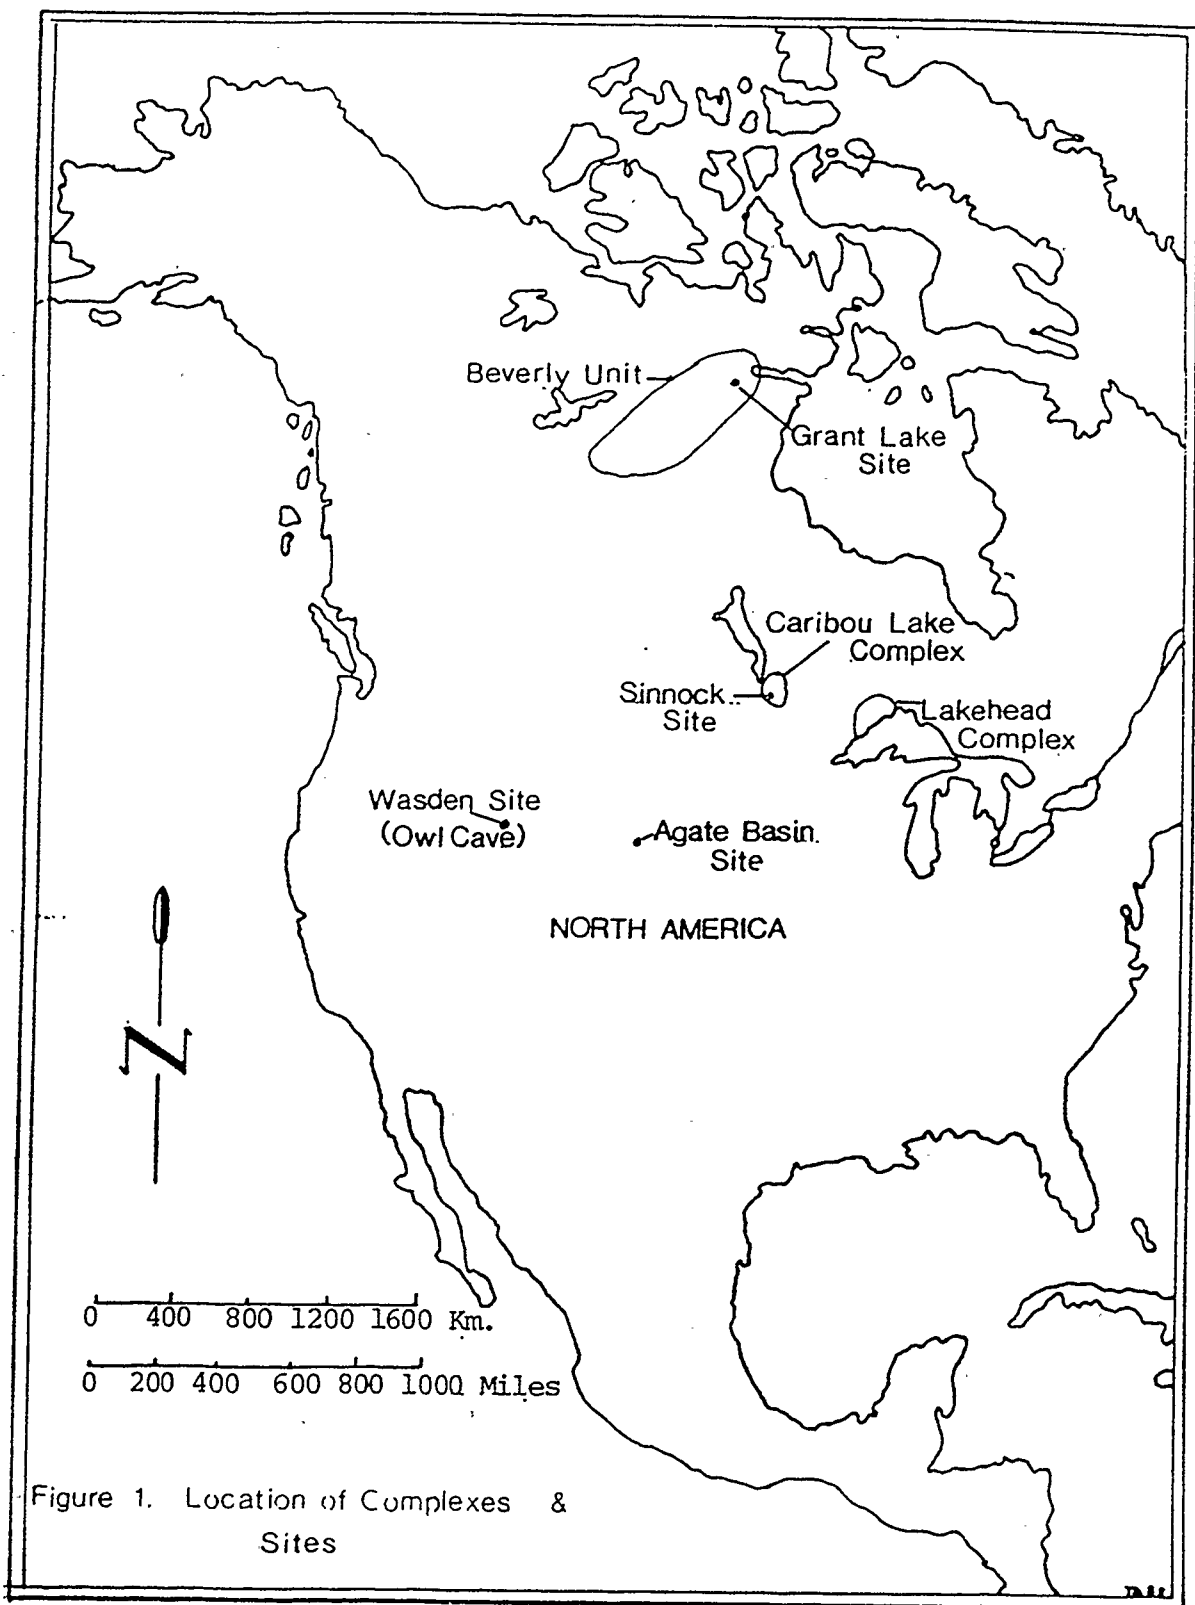 Beverly Unit
Grant Lake
Site
Caribou Lake
Complex
Sinnock
Site
Lakehead
Complex
Wasden Site
(Owl Cave)
Agate Basin
Site
NORTH AMERICA
N
0 400 800 1200 1600 Km.
0 200 400 600 800 1000 Miles
Figure 1. Location of Complexes &
Sites